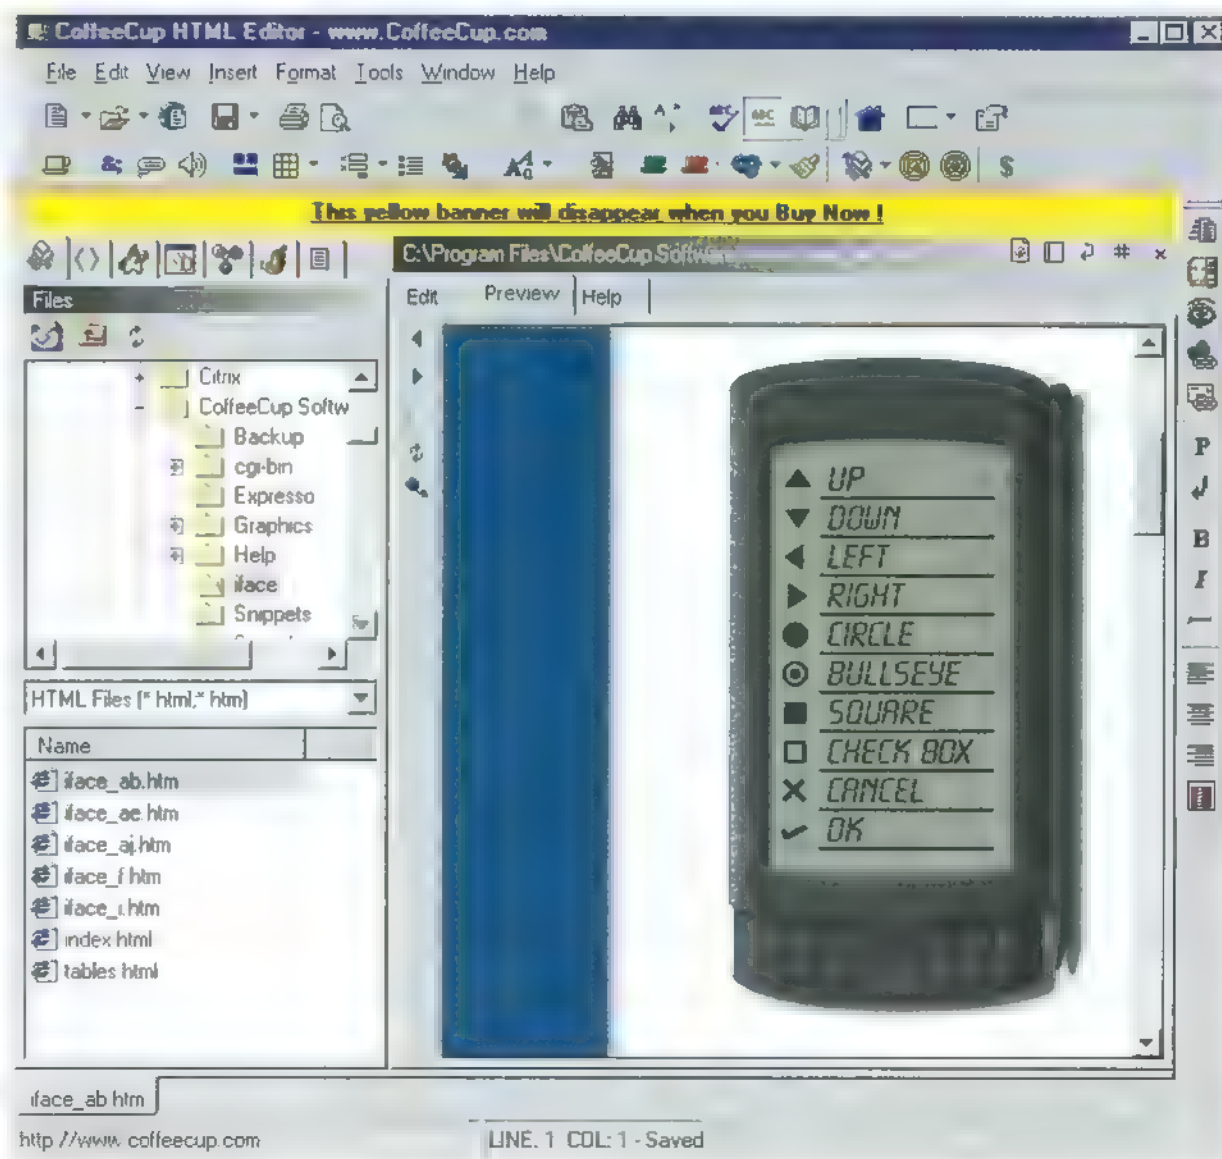 CoffeeCup HTML Editor - www.CoffeeCup.com
File Edit View Insert Format Tools Window Help
This yellow banner will disappear when you Buy Now !
C:\Program Files\CoffeeCup Software
Files
Edit Preview Help
Citrix
CoffeeCup Softw
Backup
cgi-bin
Expresso
Graphics
Help
iface
Snippets
HTML Files (*.html,*.htm)
Name
iface_ab.htm
iface_ae.htm
iface_aj.htm
iface_f.htm
iface_i.htm
index.html
tables.html
UP
DOWN
LEFT
RIGHT
CIRCLE
BULLSEYE
SQUARE
CHECK BOX
CANCEL
OK
P
B
I
iface_ab.htm
http://www.coffeecup.com
LINE: 1 COL: 1 - Saved